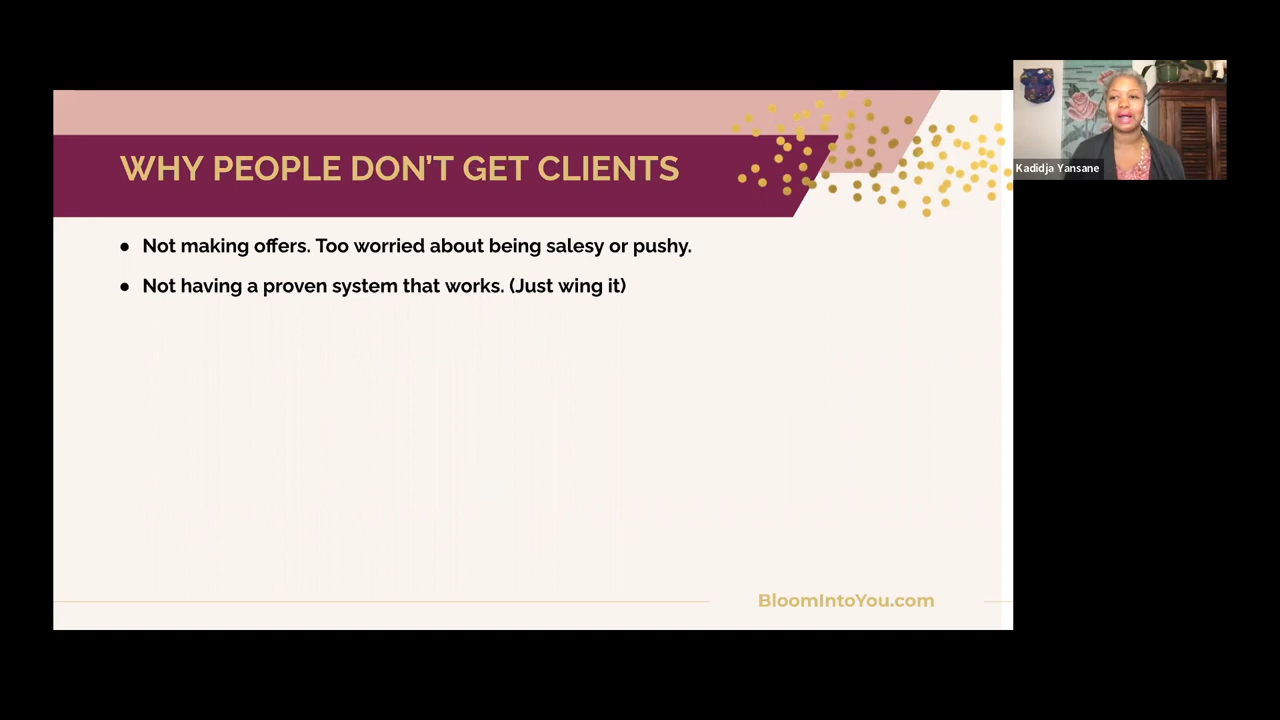 WHY PEOPLE DON'T GET CLIENTS
Kadidja Yansane
● Not making offers. Too worried about being salesy or pushy.
● Not having a proven system that works. (Just wing it)
BloomIntoYou.com